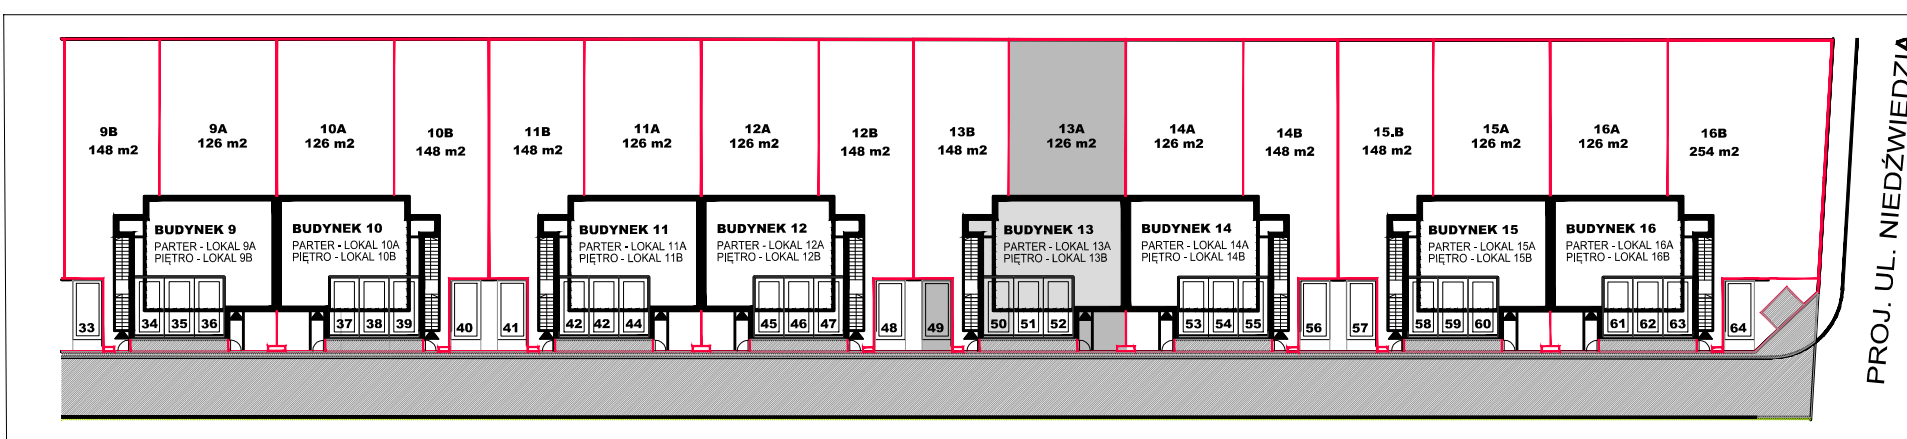 9B
148 m2
9A
126 m2
10A
126 m2
10B
148 m2
11B
148 m2
11A
126 m2
12A
126 m2
12B
148 m2
13B
148 m2
13A
126 m2
14A
126 m2
14B
148 m2
15.B
148 m2
15A
126 m2
16A
126 m2
16B
254 m2
BUDYNEK 9
PARTER - LOKAL 9A
PIĘTRO - LOKAL 9B
BUDYNEK 10
PARTER - LOKAL 10A
PIĘTRO - LOKAL 10B
BUDYNEK 11
PARTER - LOKAL 11A
PIĘTRO - LOKAL 11B
BUDYNEK 12
PARTER - LOKAL 12A
PIĘTRO - LOKAL 12B
BUDYNEK 13
PARTER - LOKAL 13A
PIĘTRO - LOKAL 13B
BUDYNEK 14
PARTER - LOKAL 14A
PIĘTRO - LOKAL 14B
BUDYNEK 15
PARTER - LOKAL 15A
PIĘTRO - LOKAL 15B
BUDYNEK 16
PARTER - LOKAL 16A
PIĘTRO - LOKAL 16B
33
34
35
36
37
38
39
40
41
42
42
44
45
46
47
48
49
50
51
52
53
54
55
56
57
58
59
60
61
62
63
64
PROJ. UL. NIEDŹWIEDZIA